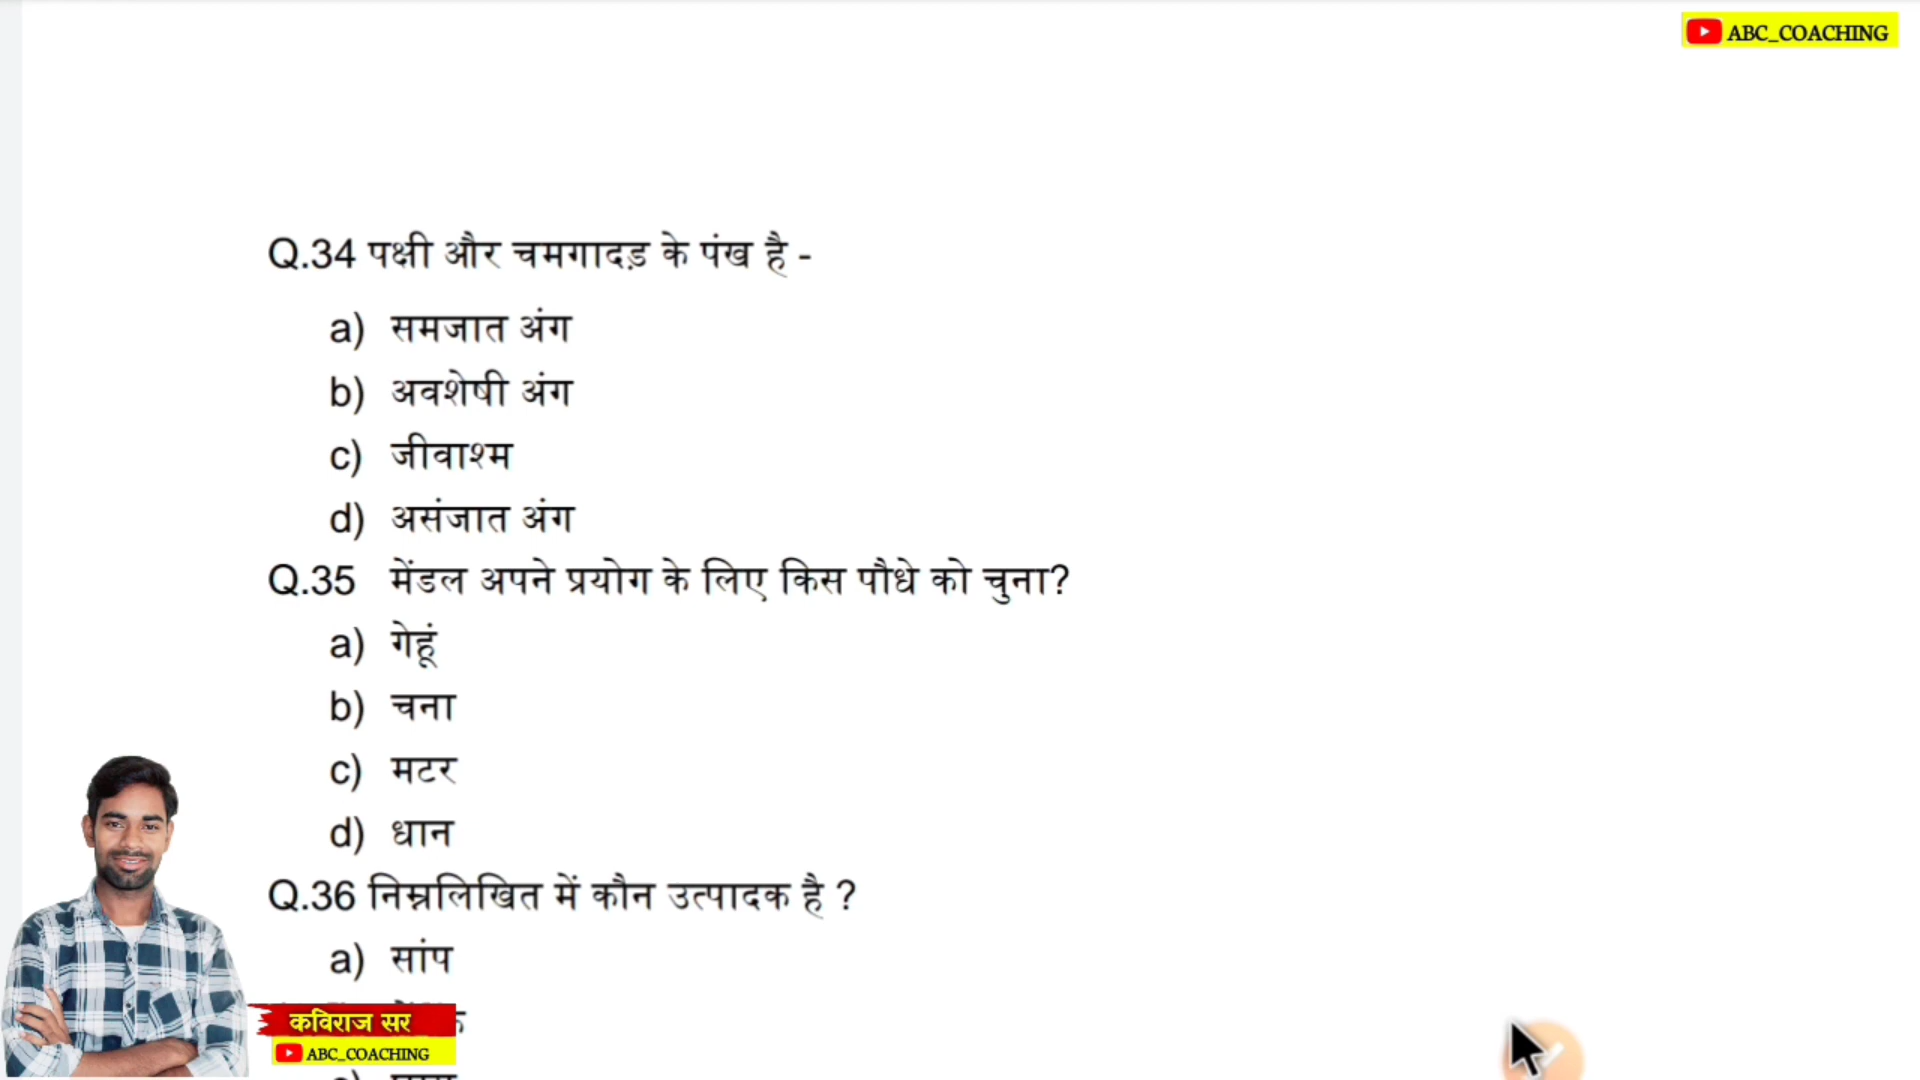 ABC_COACHING
Q.34 पक्षी और चमगादड़ के पंख है -
a) समजात अंग
b) अवशेषी अंग
c) जीवाश्म
d) असंजात अंग
Q.35 मेंडल अपने प्रयोग के लिए किस पौधे को चुना?
a) गेहूं
b) चना
c) मटर
d) धान
Q.36 निम्नलिखित में कौन उत्पादक है ?
a) सांप
कविराज सर
ABC_COACHING